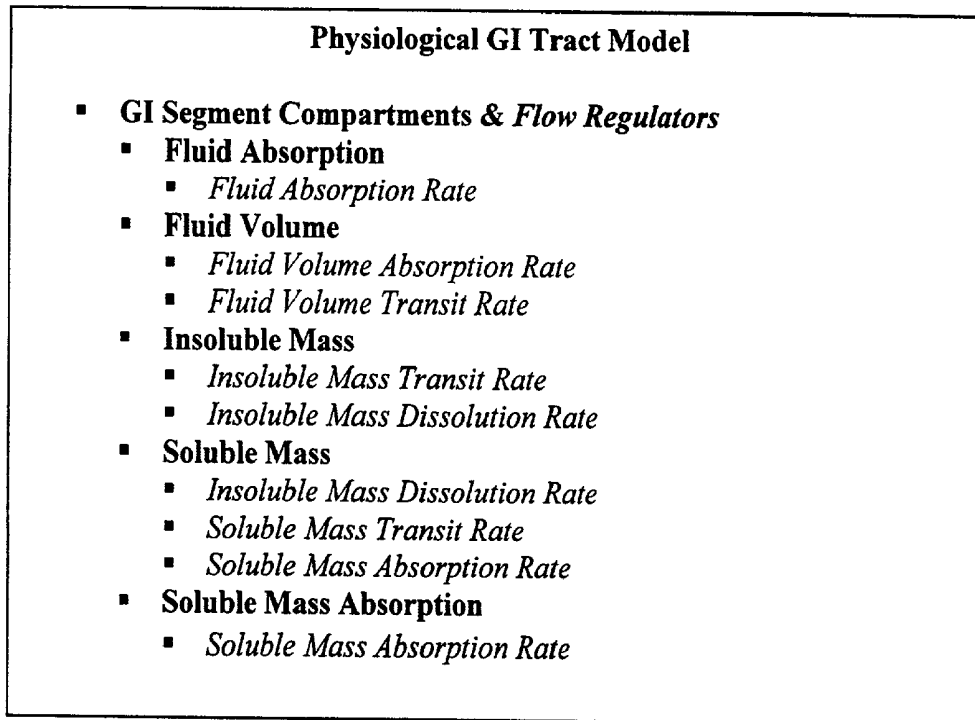 Physiological GI Tract Model
▪ GI Segment Compartments & Flow Regulators
▪ Fluid Absorption
▪ Fluid Absorption Rate
▪ Fluid Volume
▪ Fluid Volume Absorption Rate
▪ Fluid Volume Transit Rate
▪ Insoluble Mass
▪ Insoluble Mass Transit Rate
▪ Insoluble Mass Dissolution Rate
▪ Soluble Mass
▪ Insoluble Mass Dissolution Rate
▪ Soluble Mass Transit Rate
▪ Soluble Mass Absorption Rate
▪ Soluble Mass Absorption
▪ Soluble Mass Absorption Rate